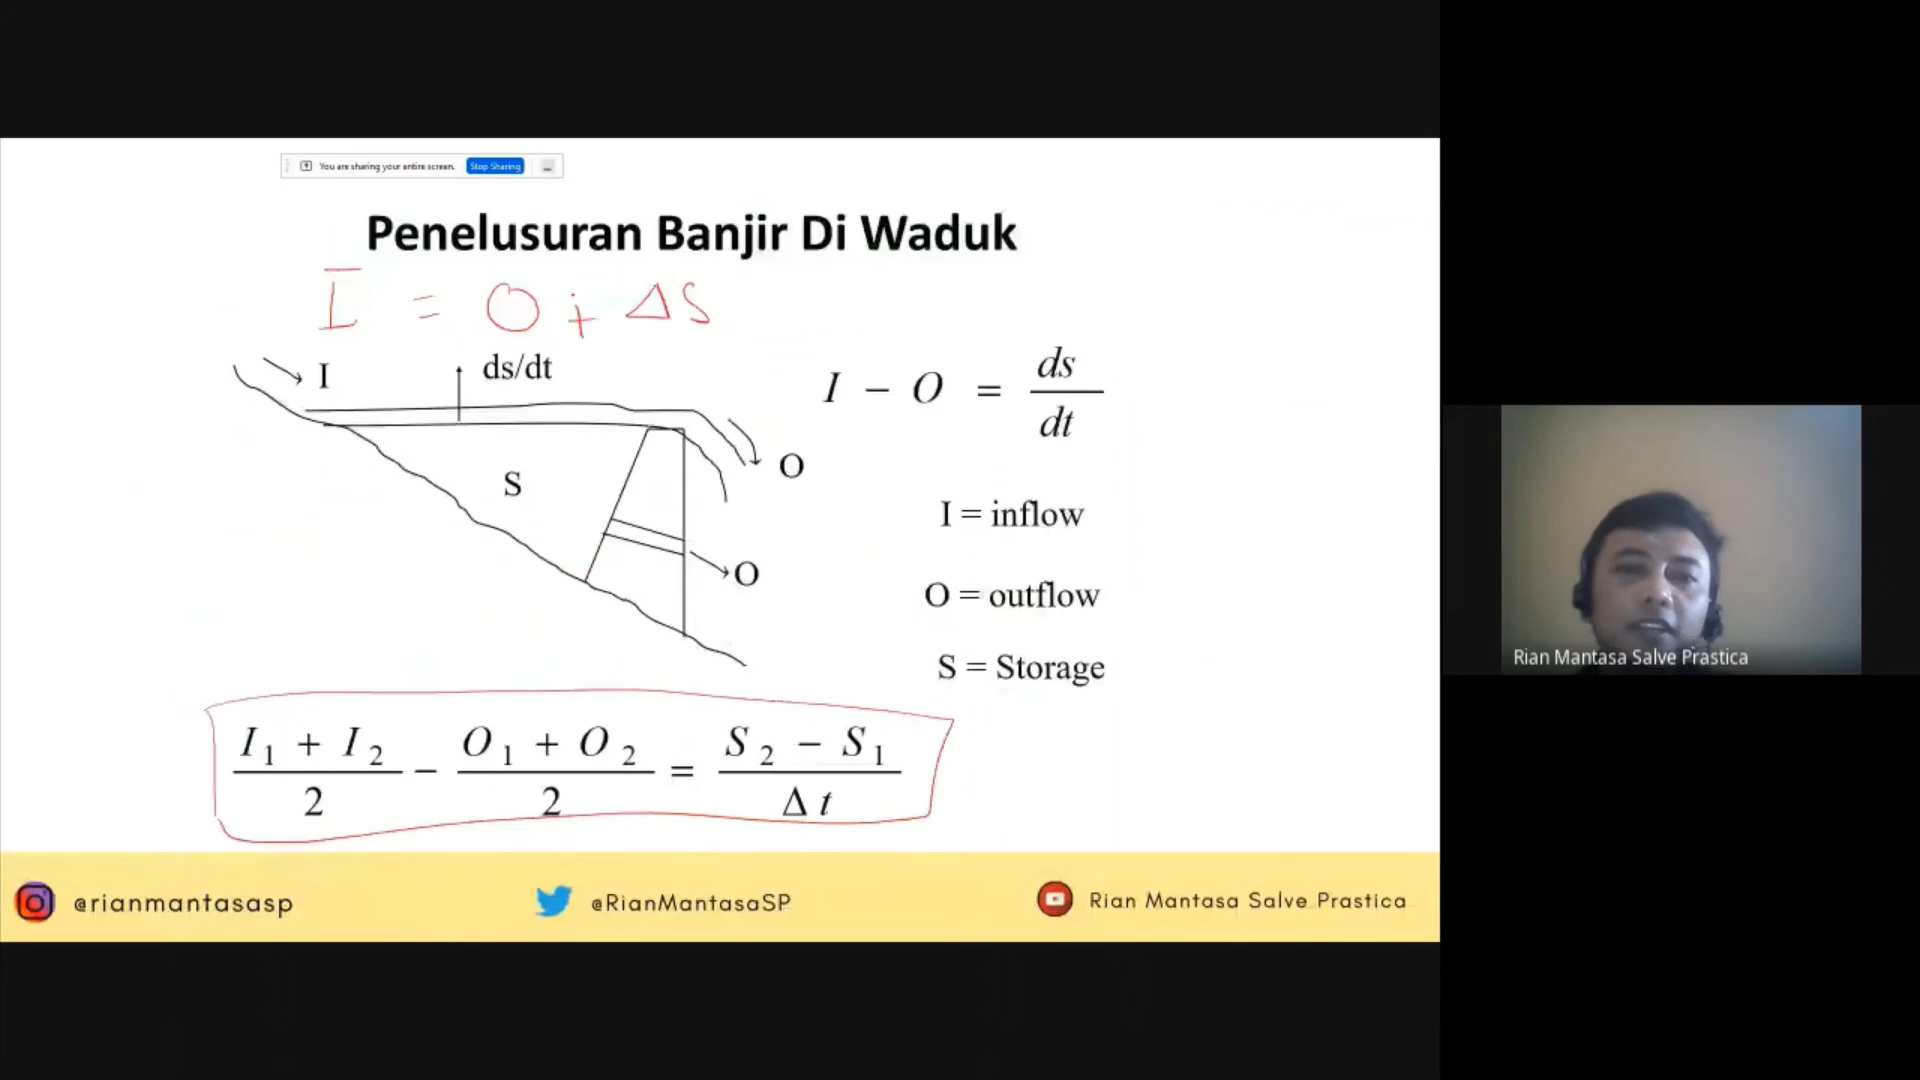 You are sharing your entire screen. Stop Sharing
Penelusuran Banjir Di Waduk
I = O + ΔS
I
ds/dt
S
O
O
I − O = ds/dt
I = inflow
O = outflow
S = Storage
(I₁ + I₂)/2 − (O₁ + O₂)/2 = (S₂ − S₁)/Δt
@rianmantasasp
@RianMantasaSP
Rian Mantasa Salve Prastica
Rian Mantasa Salve Prastica